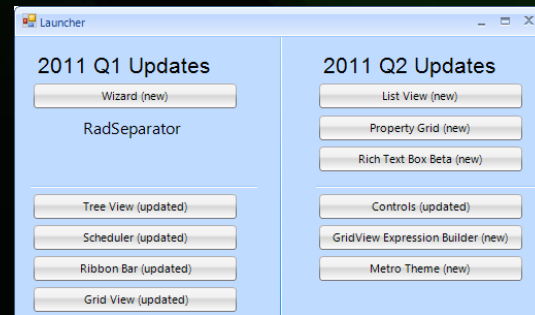 Launcher
2011 Q1 Updates
Wizard (new)
RadSeparator
Tree View (updated)
Scheduler (updated)
Ribbon Bar (updated)
Grid View (updated)
2011 Q2 Updates
List View (new)
Property Grid (new)
Rich Text Box Beta (new)
Controls (updated)
GridView Expression Builder (new)
Metro Theme (new)